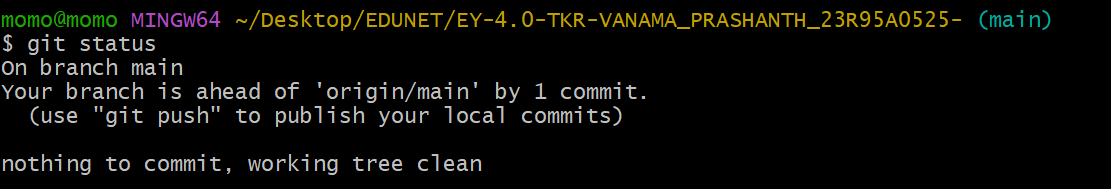 momo@momo MINGW64 ~/Desktop/EDUNET/EY-4.0-TKR-VANAMA_PRASHANTH_23R95A0525- (main)
$ git status
On branch main
Your branch is ahead of 'origin/main' by 1 commit.
  (use "git push" to publish your local commits)

nothing to commit, working tree clean